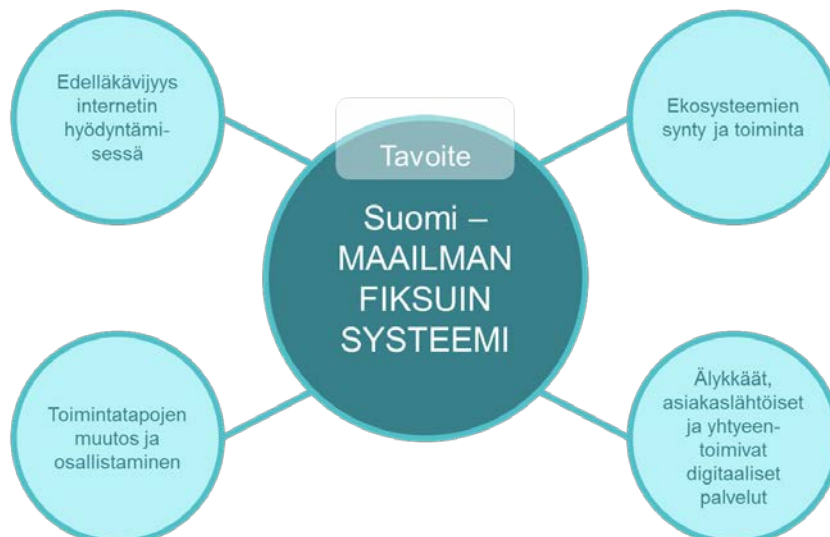 Edelläkävijyys
internetin
hyödyntämi-
sessä
Ekosysteemien
synty ja toiminta
Tavoite
Suomi –
MAAILMAN
FIKSUIN
SYSTEEMI
Toimintatapojen
muutos ja
osallistaminen
Älykkäät,
asiakaslähtöiset
ja yhtyeen-
toimivat
digitaaliset
palvelut